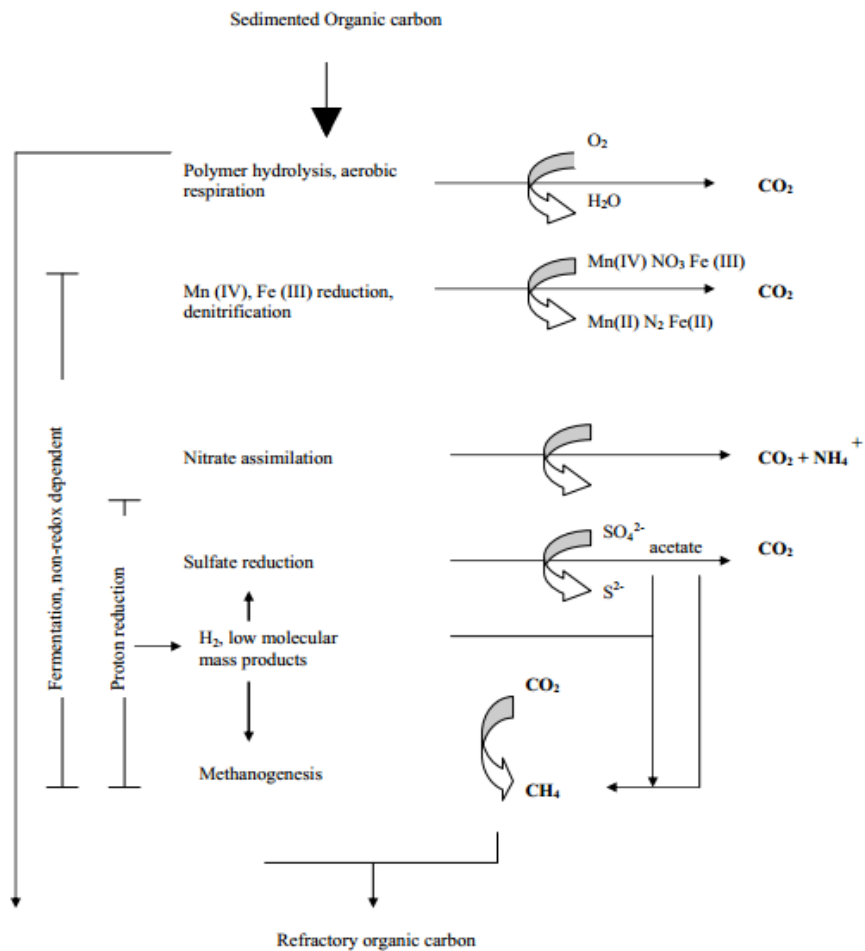 Sedimented Organic carbon
O₂
Polymer hydrolysis, aerobic
respiration
CO₂
H₂O
Mn(IV) NO₃ Fe (III)
Mn (IV), Fe (III) reduction,
denitrification
CO₂
Mn(II) N₂ Fe(II)
Fermentation, non-redox dependent
Nitrate assimilation
CO₂ + NH₄⁺
Proton reduction
SO₄²⁻
acetate
CO₂
Sulfate reduction
S²⁻
H₂, low molecular
mass products
CO₂
Methanogenesis
CH₄
Refractory organic carbon